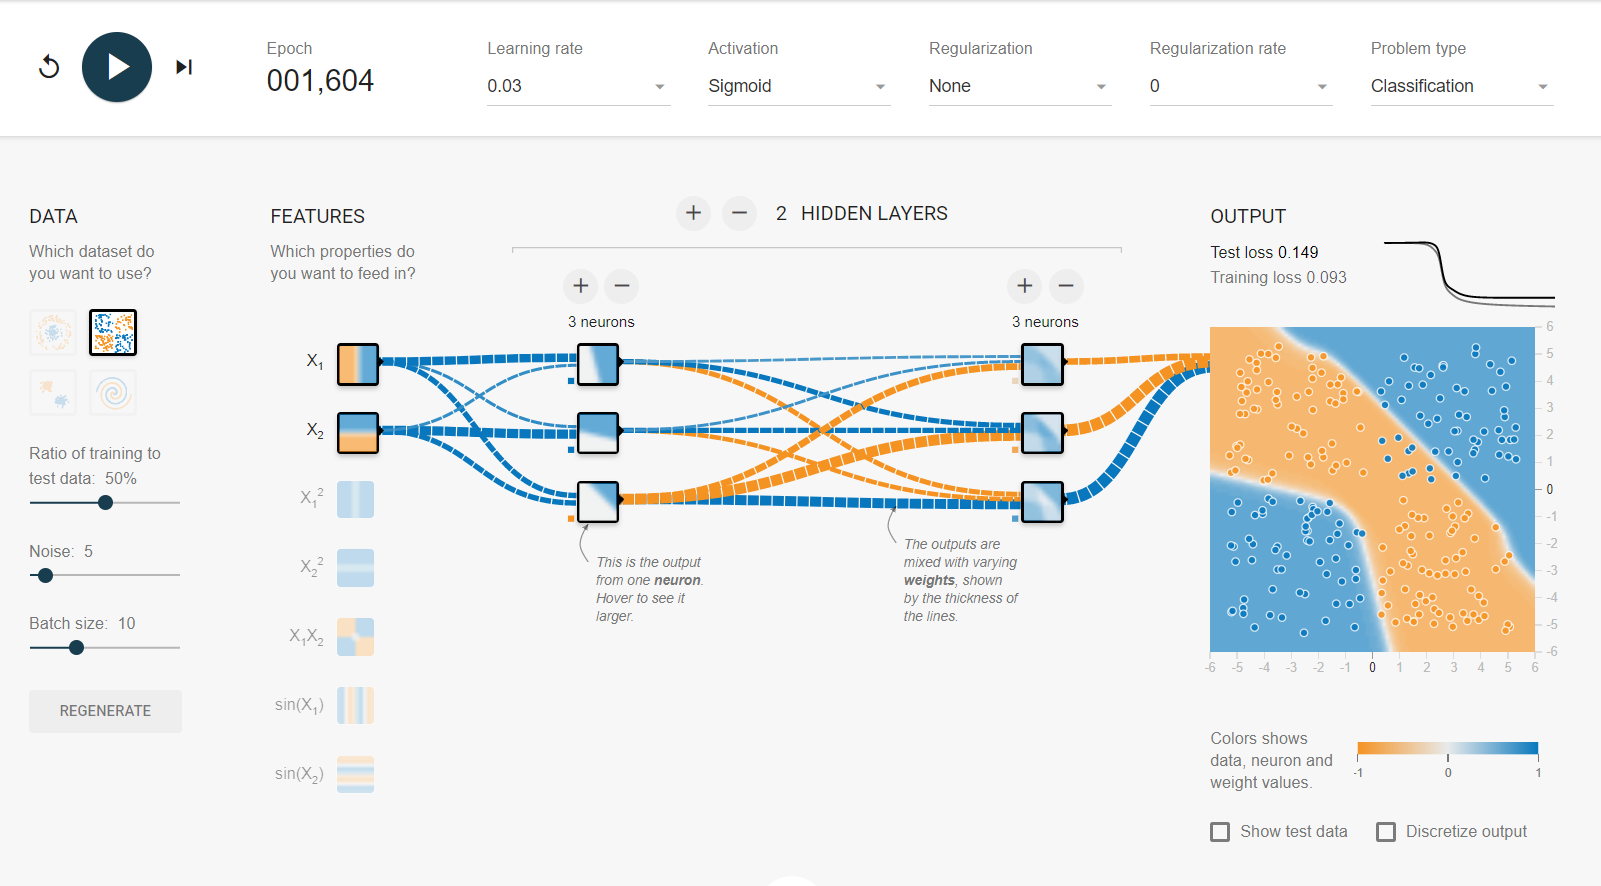 Epoch
001,604
Learning rate
0.03
Activation
Sigmoid
Regularization
None
Regularization rate
0
Problem type
Classification
DATA
Which dataset do
you want to use?
Ratio of training to
test data: 50%
Noise: 5
Batch size: 10
REGENERATE
FEATURES
Which properties do
you want to feed in?
X1
X2
X1^2
X2^2
X1X2
sin(X1)
sin(X2)
+ − 2 HIDDEN LAYERS
+ −
3 neurons
+ −
3 neurons
This is the output
from one neuron.
Hover to see it
larger.
The outputs are
mixed with varying
weights, shown
by the thickness of
the lines.
OUTPUT
Test loss 0.149
Training loss 0.093
6
5
4
3
2
1
0
-1
-2
-3
-4
-5
-6
-6 -5 -4 -3 -2 -1 0 1 2 3 4 5 6
Colors shows
data, neuron and
weight values.
-1 0 1
Show test data
Discretize output